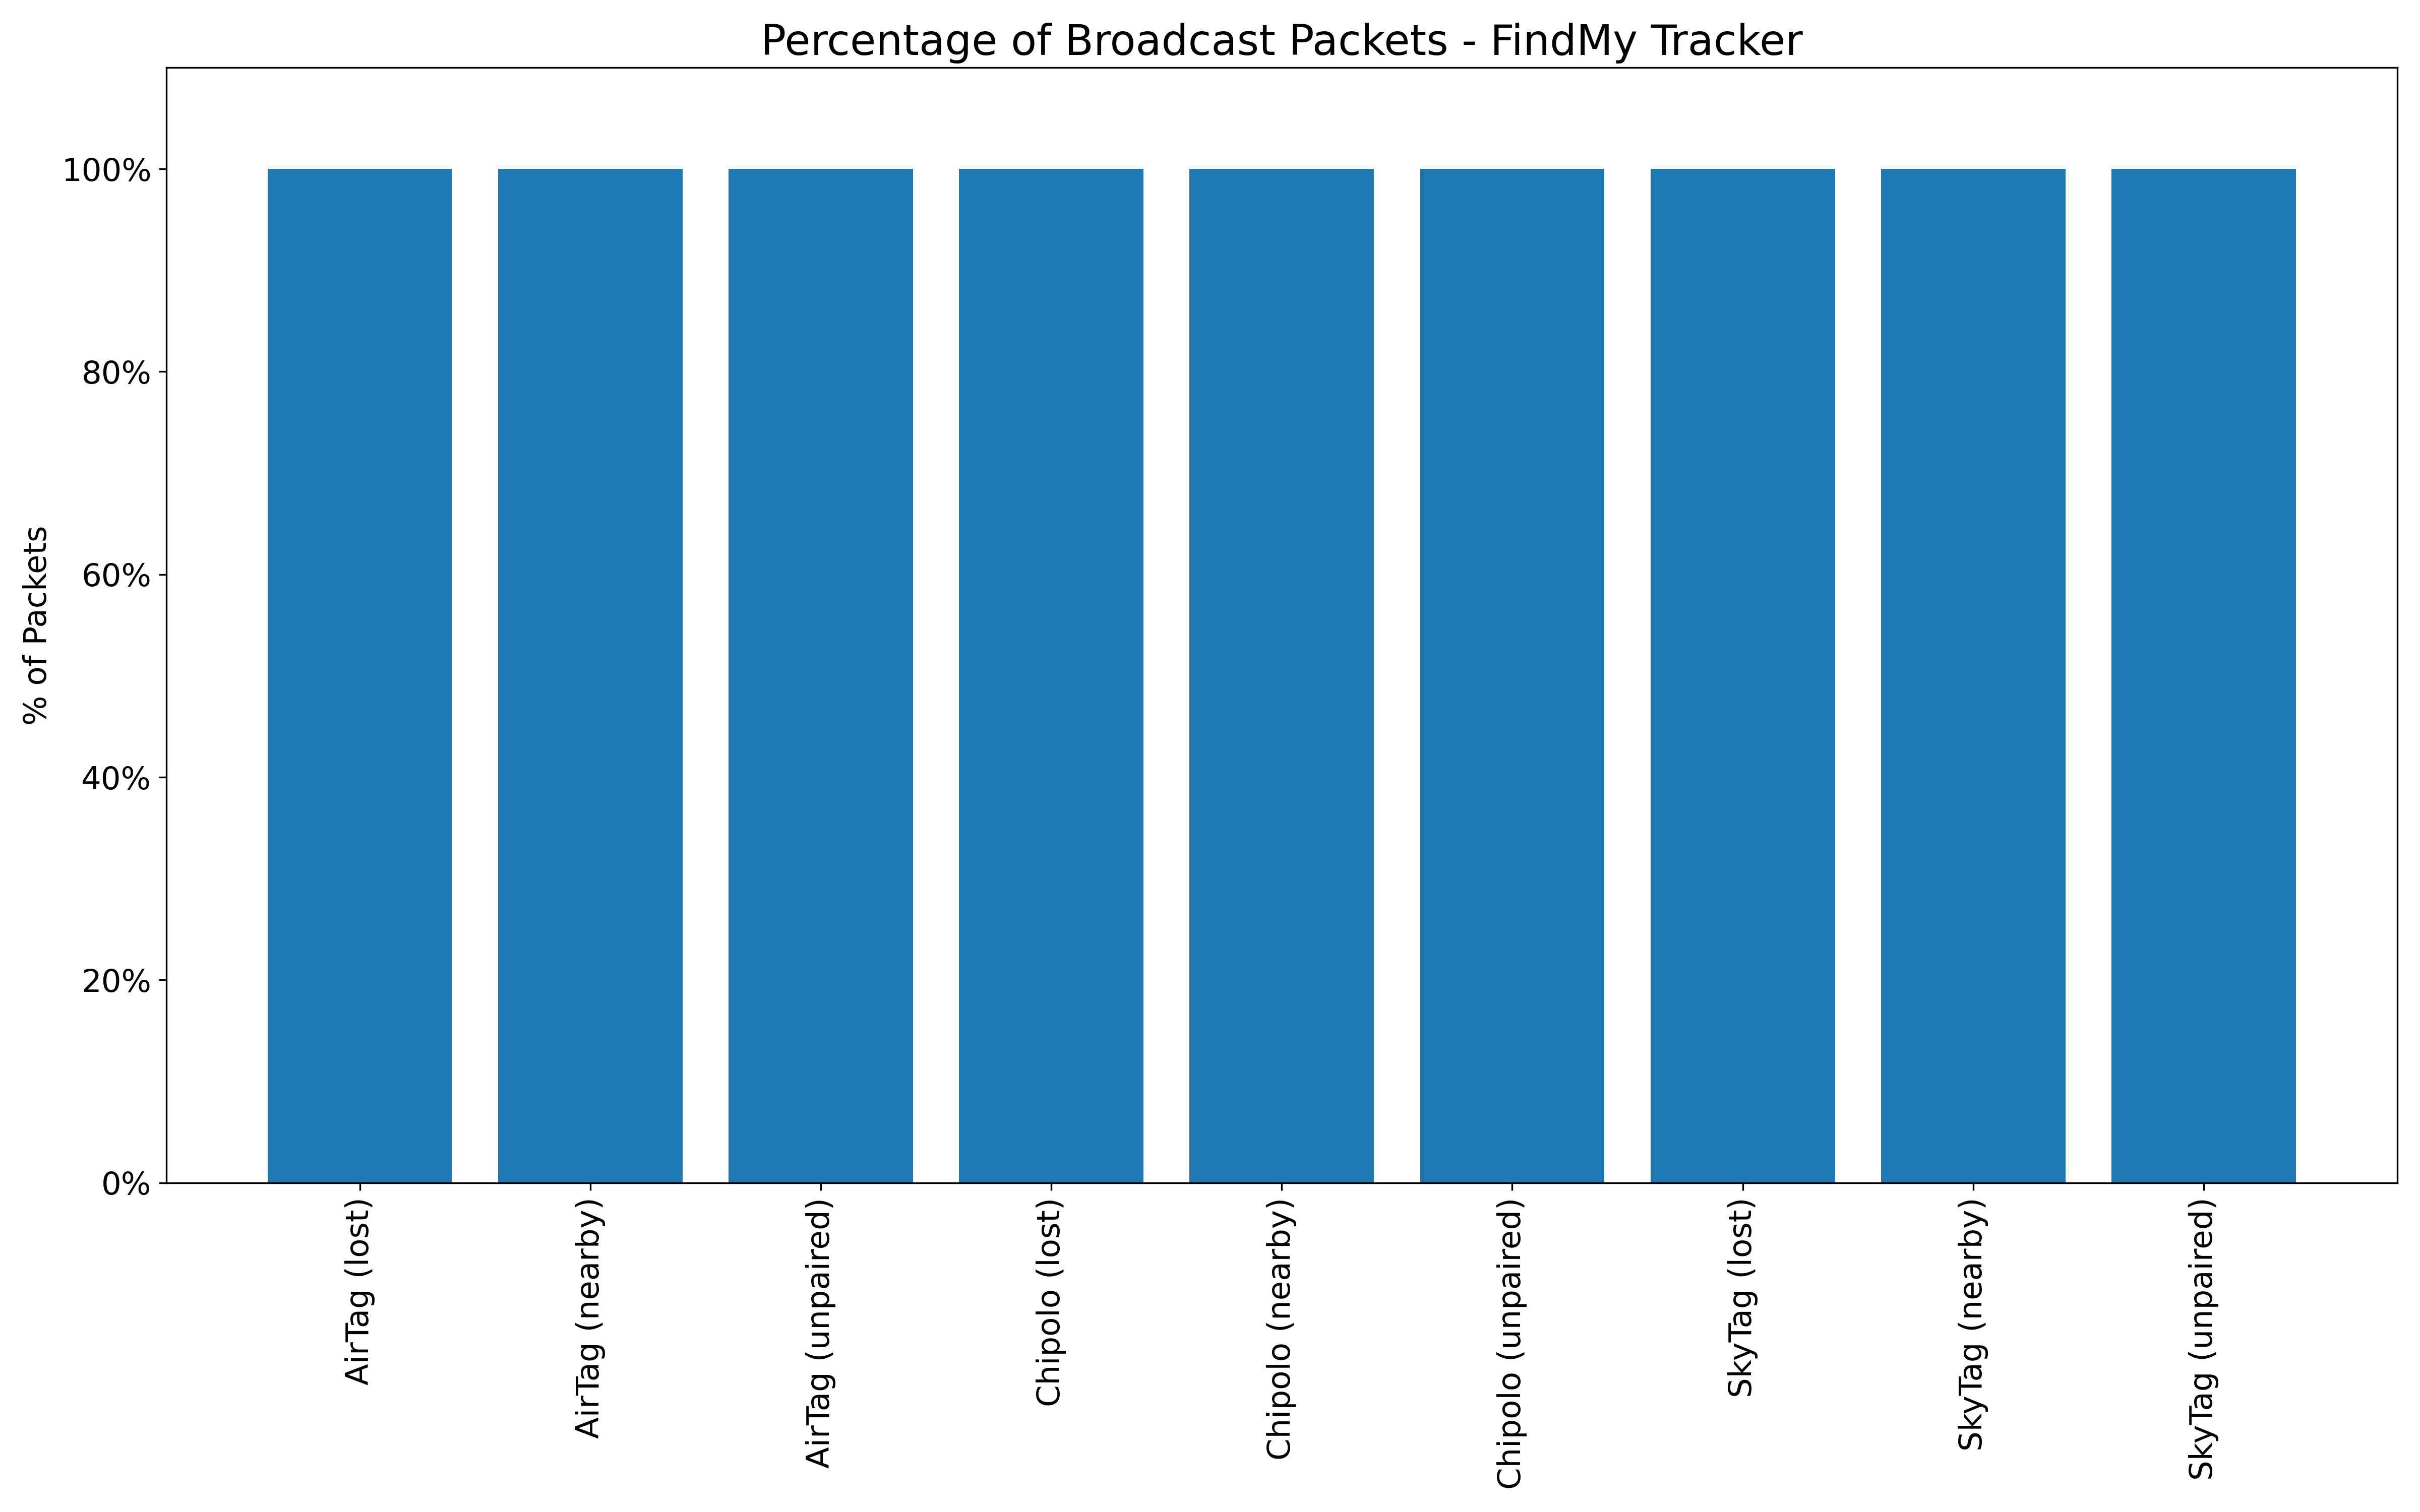 Percentage of Broadcast Packets - FindMy Tracker
% of Packets
100%
80%
60%
40%
20%
0%
AirTag (lost)
AirTag (nearby)
AirTag (unpaired)
Chipolo (lost)
Chipolo (nearby)
Chipolo (unpaired)
SkyTag (lost)
SkyTag (nearby)
SkyTag (unpaired)